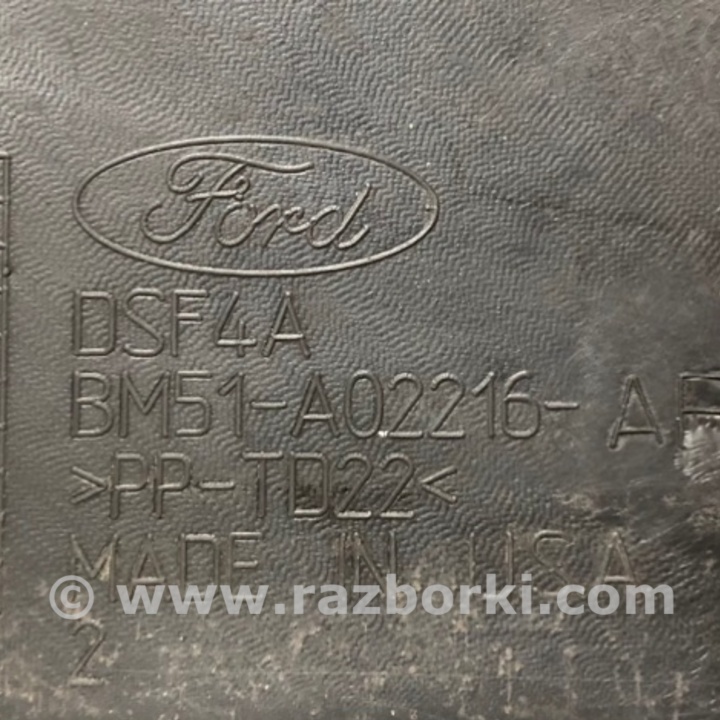 Ford
DSF4A
BM51-A02216-
>PP-TD22<
MADE IN USA
© www.razborki.com
2